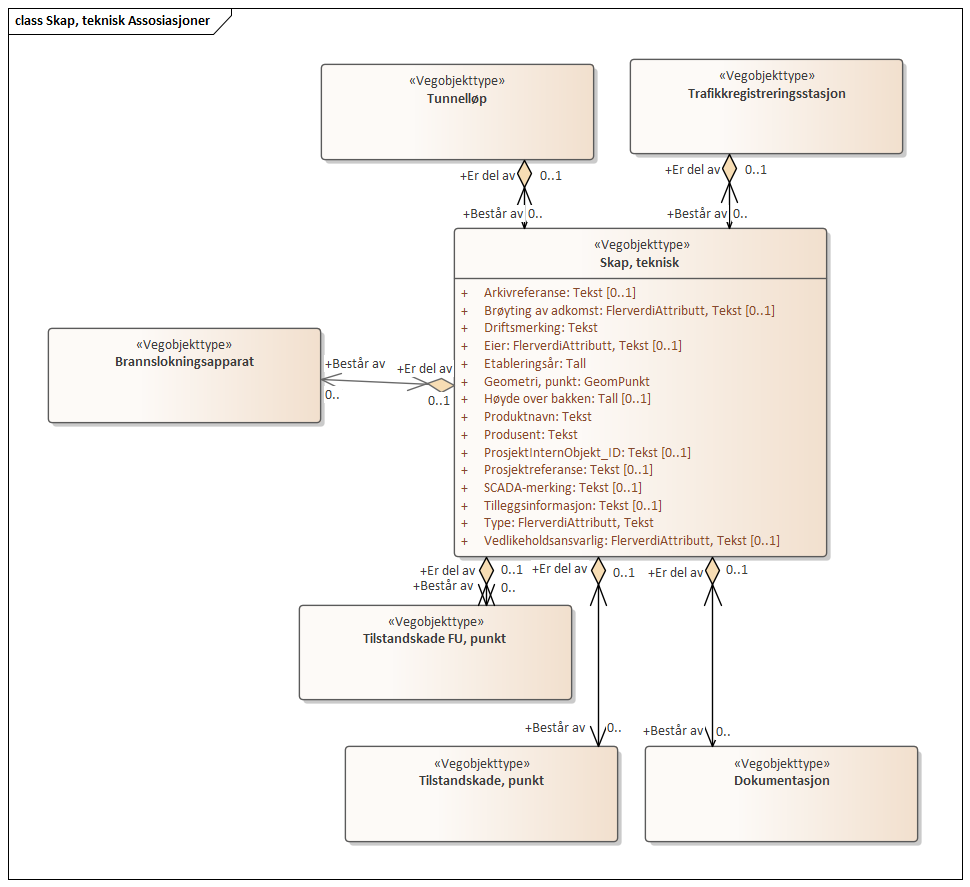 class Skap, teknisk Assosiasjoner
«Vegobjekttype»
Tunnelløp
«Vegobjekttype»
Trafikkregistreringsstasjon
+Er del av 0..1
+Er del av 0..1
+Består av 0..
+Består av 0..
«Vegobjekttype»
Skap, teknisk
+ Arkivreferanse: Tekst [0..1]
+ Brøyting av adkomst: FlerverdiAttributt, Tekst [0..1]
+ Driftsmerking: Tekst
+ Eier: FlerverdiAttributt, Tekst [0..1]
+ Etableringsår: Tall
+ Geometri, punkt: GeomPunkt
+ Høyde over bakken: Tall [0..1]
+ Produktnavn: Tekst
+ Produsent: Tekst
+ ProsjektInternObjekt_ID: Tekst [0..1]
+ Prosjektreferanse: Tekst [0..1]
+ SCADA-merking: Tekst [0..1]
+ Tilleggsinformasjon: Tekst [0..1]
+ Type: FlerverdiAttributt, Tekst
+ Vedlikeholdsansvarlig: FlerverdiAttributt, Tekst [0..1]
«Vegobjekttype»
Brannslokningsapparat
+Består av
0..
+Er del av
0..1
+Er del av 0..1
+Består av 0..
+Er del av 0..1
+Er del av 0..1
«Vegobjekttype»
Tilstandskade FU, punkt
+Består av 0..
+Består av 0..
«Vegobjekttype»
Tilstandskade, punkt
«Vegobjekttype»
Dokumentasjon